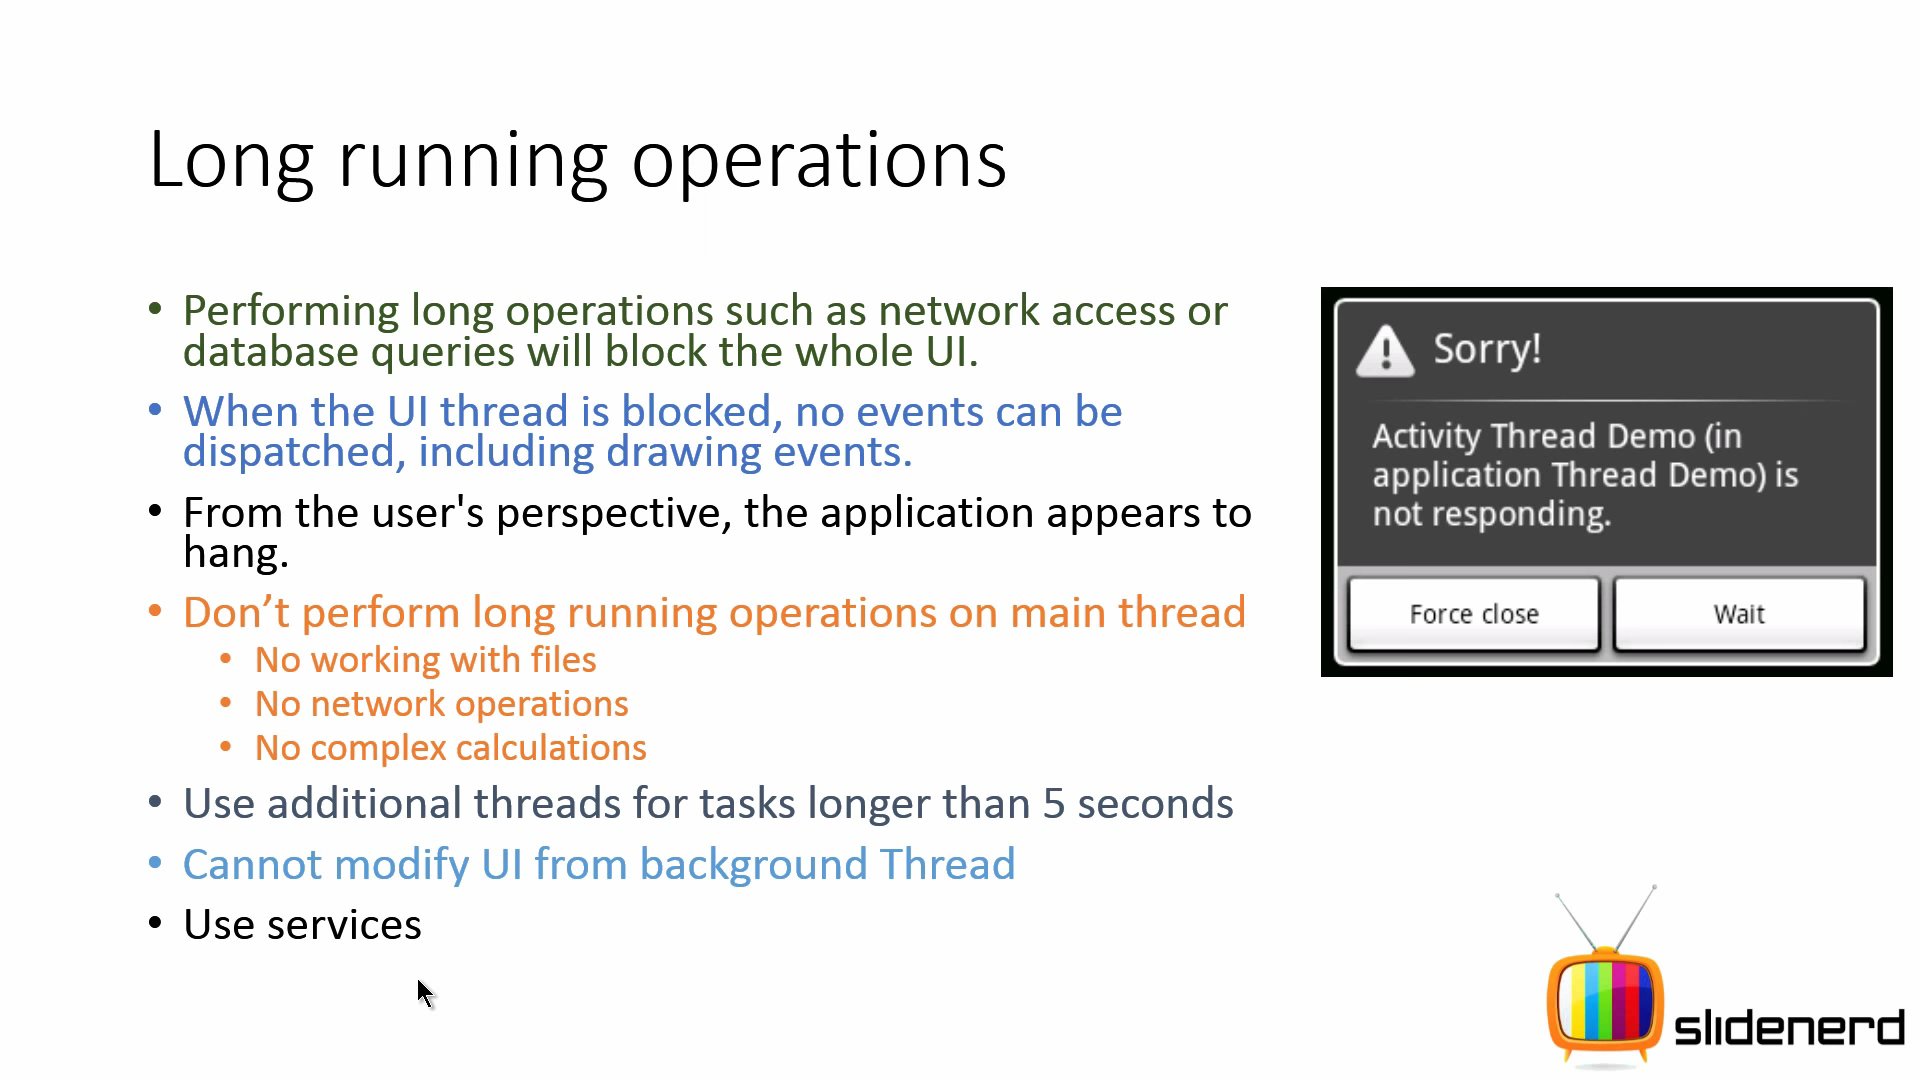 Long running operations
• Performing long operations such as network access or
database queries will block the whole UI.
• When the UI thread is blocked, no events can be
dispatched, including drawing events.
• From the user's perspective, the application appears to
hang.
• Don’t perform long running operations on main thread
• No working with files
• No network operations
• No complex calculations
• Use additional threads for tasks longer than 5 seconds
• Cannot modify UI from background Thread
• Use services
Sorry!
Activity Thread Demo (in
application Thread Demo) is
not responding.
Force close
Wait
slidenerd